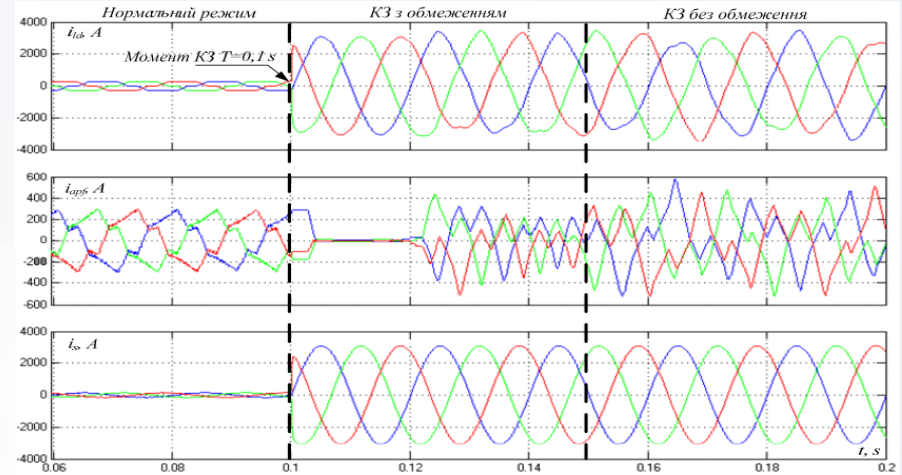 Нормальний режим КЗ з обмеженням КЗ без обмеження
4000
i_ld, A
2000
Момент КЗ T=0,1 s
0
-2000
-4000
600
i_apf, A
400
200
0
-200
400
600
4000
i_s, A
2000
0
-2000
-4000
t, s
0.06 0.08 0.1 0.12 0.14 0.16 0.18 0.2